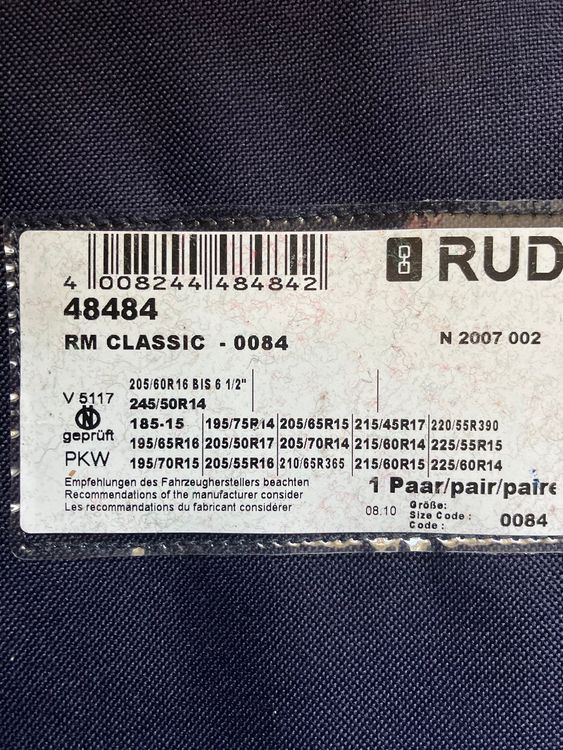 4 008244 484842
RUD
48484
RM CLASSIC - 0084
N 2007 002
205/60R16 BIS 6 1/2"
V 5117
245/50R14
185-15 195/75R14 205/65R15 215/45R17 220/55R390
geprüft
195/65R16 205/50R17 205/70R14 215/60R14 225/55R15
PKW
195/70R15 205/55R16 210/65R365 215/60R15 225/60R14
Empfehlungen des Fahrzeugherstellers beachten
Recommendations of the manufacturer consider
Les recommandations du fabricant considérer
1 Paar/pair/paire
08.10
Größe:
Size Code :
Code :
0084